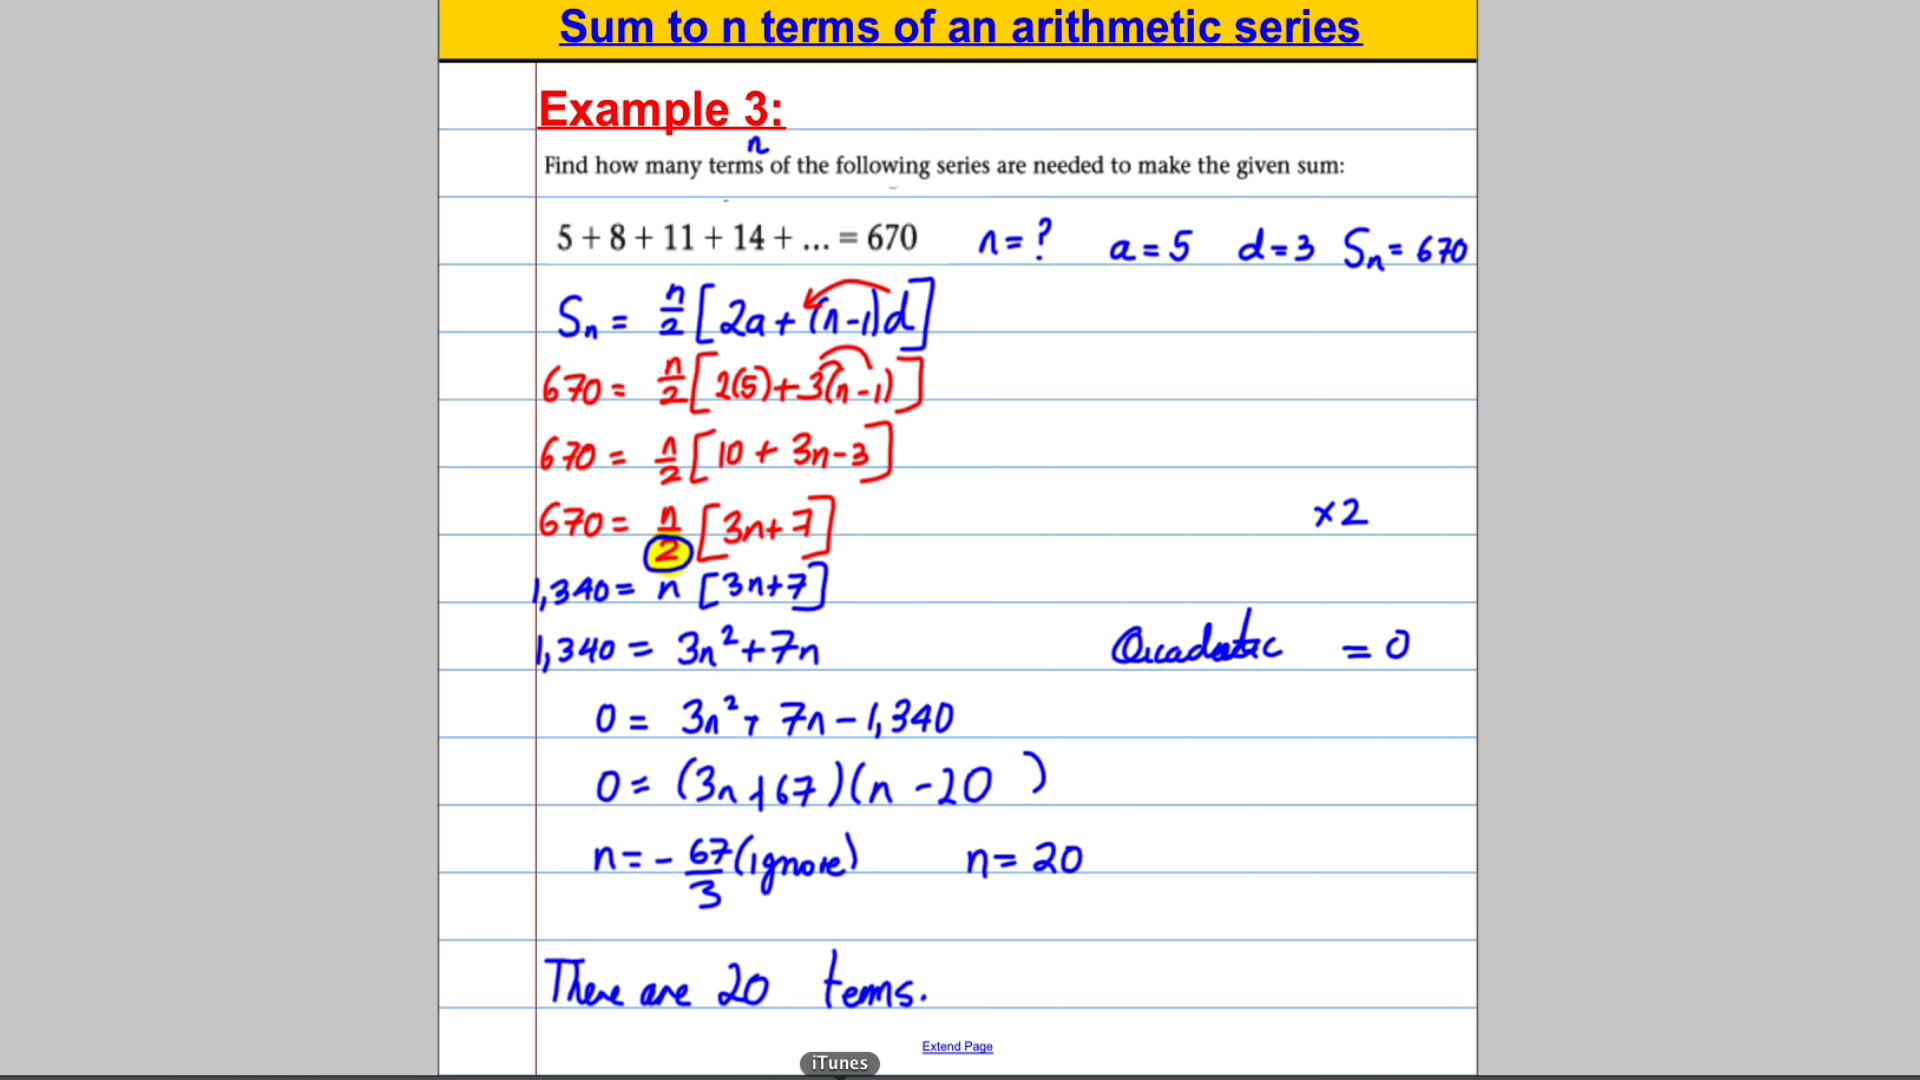 Sum to n terms of an arithmetic series
Example 3:
n
Find how many terms of the following series are needed to make the given sum:
5 + 8 + 11 + 14 + ... = 670 n = ? a = 5 d = 3 Sn = 670
Sn = n/2 [2a + (n-1)d]
670 = n/2 [2(5) + 3(n-1)]
670 = n/2 [10 + 3n - 3]
670 = n/2 [3n + 7] ×2
1,340 = n [3n + 7]
1,340 = 3n² + 7n Quadratic = 0
0 = 3n² + 7n - 1,340
0 = (3n + 67)(n - 20)
n = - 67/3 (ignore) n = 20
There are 20 terms.
Extend Page
iTunes